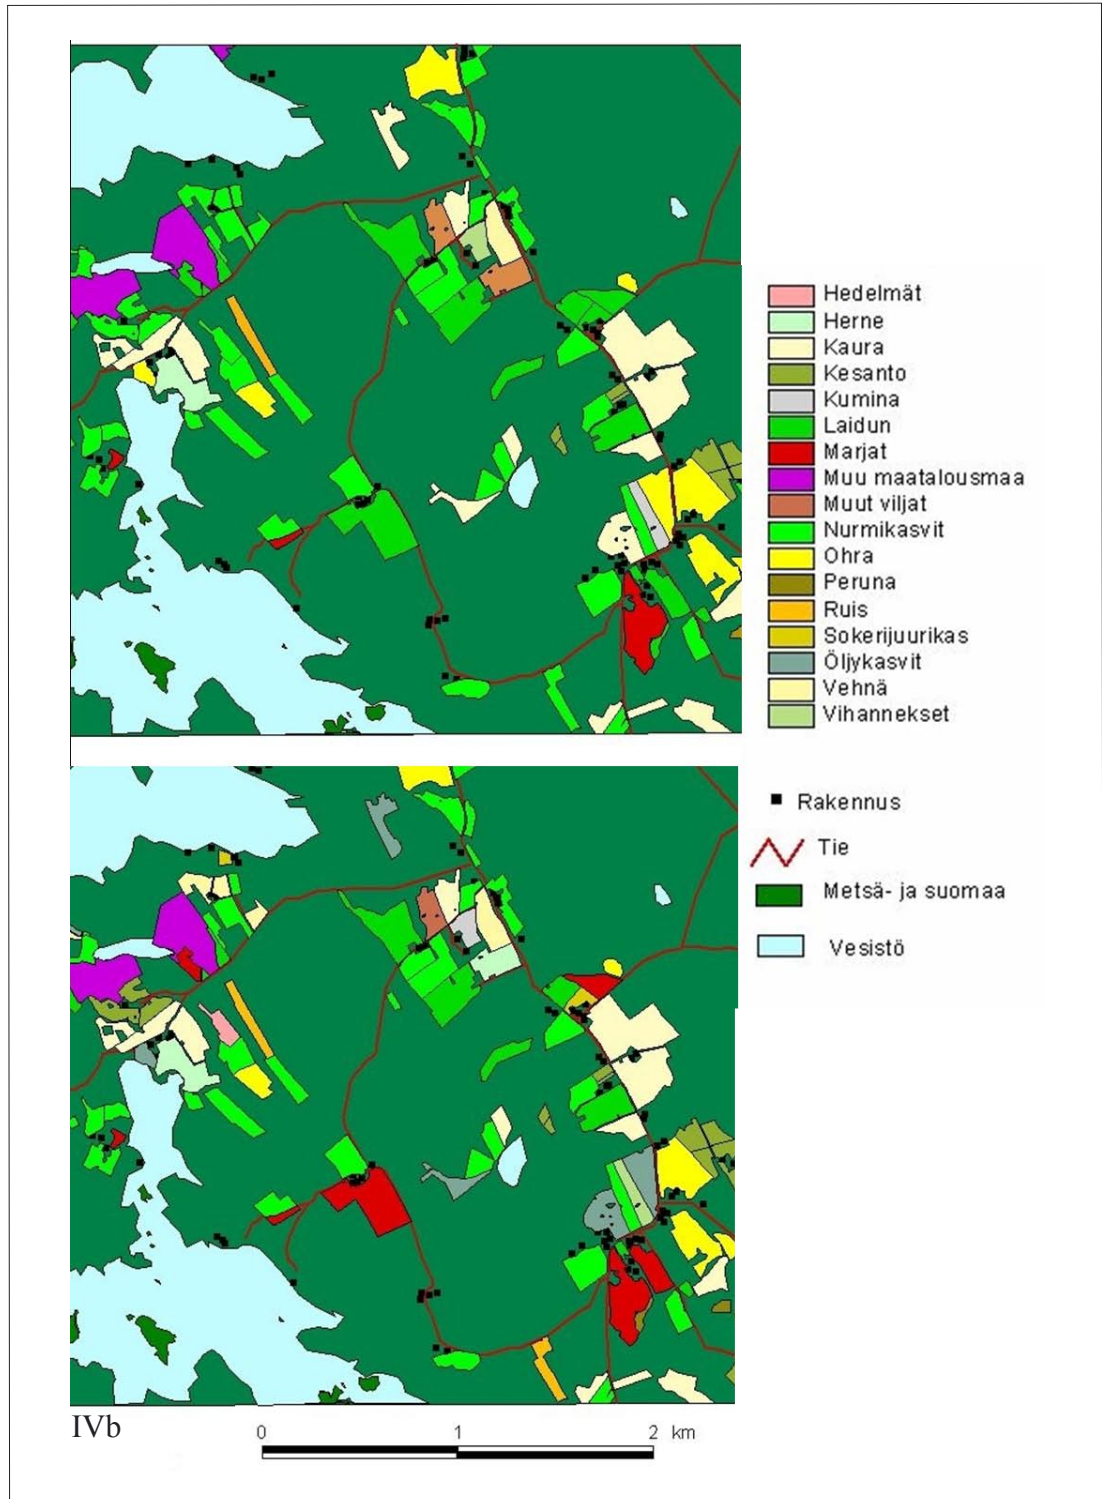 Hedelmät
Herne
Kaura
Kesanto
Kumina
Laidun
Marjat
Muu maatalousmaa
Muut viljat
Nurmikasvit
Ohra
Peruna
Ruis
Sokerijuurikas
Öljykasvit
Vehnä
Vihannekset
Rakennus
Tie
Metsä- ja suomaa
Vesistö
IVb
0 1 2 km